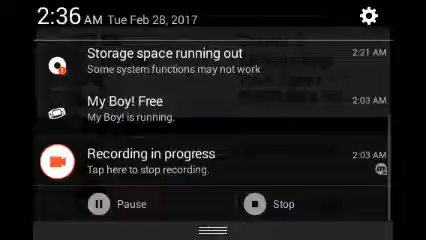 2:36 AM Tue Feb 28, 2017
Storage space running out 2:21 AM
Some system functions may not work
My Boy! Free 2:03 AM
My Boy! is running.
Recording in progress 2:03 AM
Tap here to stop recording.
Pause Stop